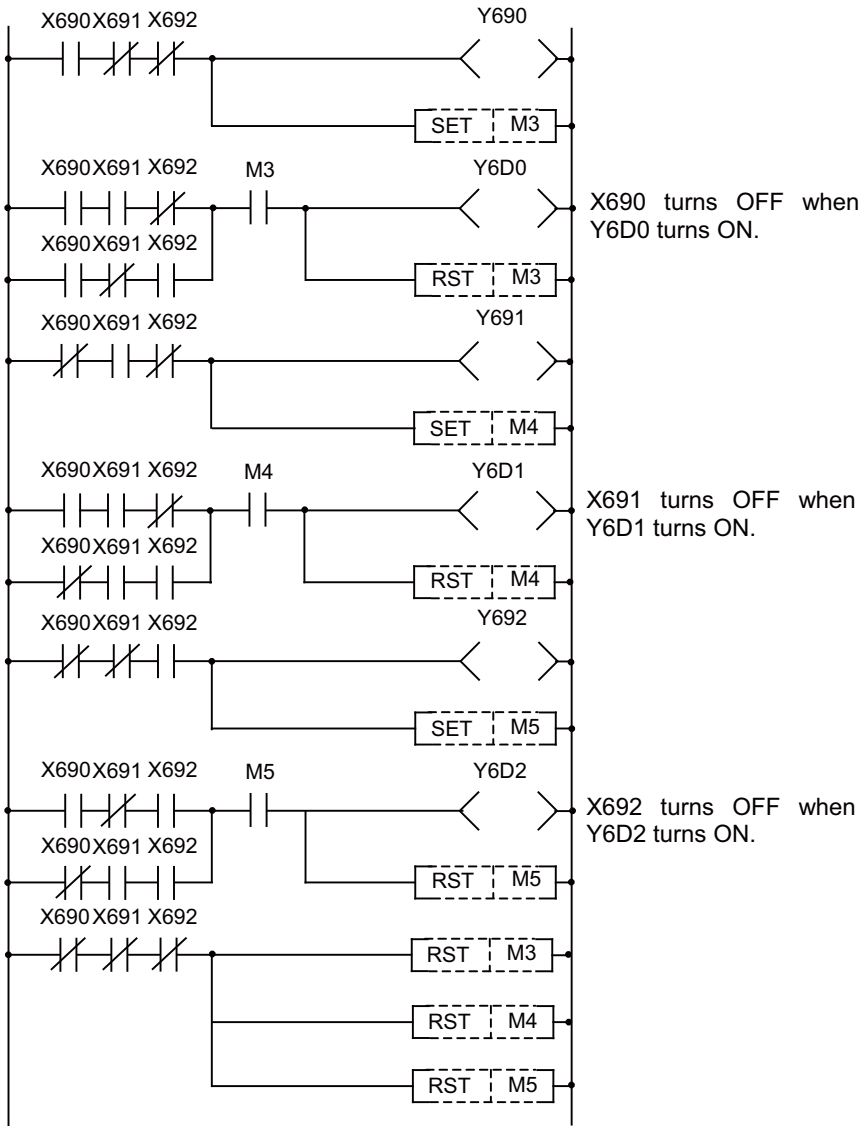 X690 X691 X692 Y690
SET M3
X690 X691 X692 M3 Y6D0
X690 turns OFF when
Y6D0 turns ON.
X690 X691 X692
RST M3
X690 X691 X692 Y691
SET M4
X690 X691 X692 M4 Y6D1
X691 turns OFF when
Y6D1 turns ON.
X690 X691 X692
RST M4
X690 X691 X692 Y692
SET M5
X690 X691 X692 M5 Y6D2
X692 turns OFF when
Y6D2 turns ON.
X690 X691 X692
RST M5
X690 X691 X692
RST M3
RST M4
RST M5